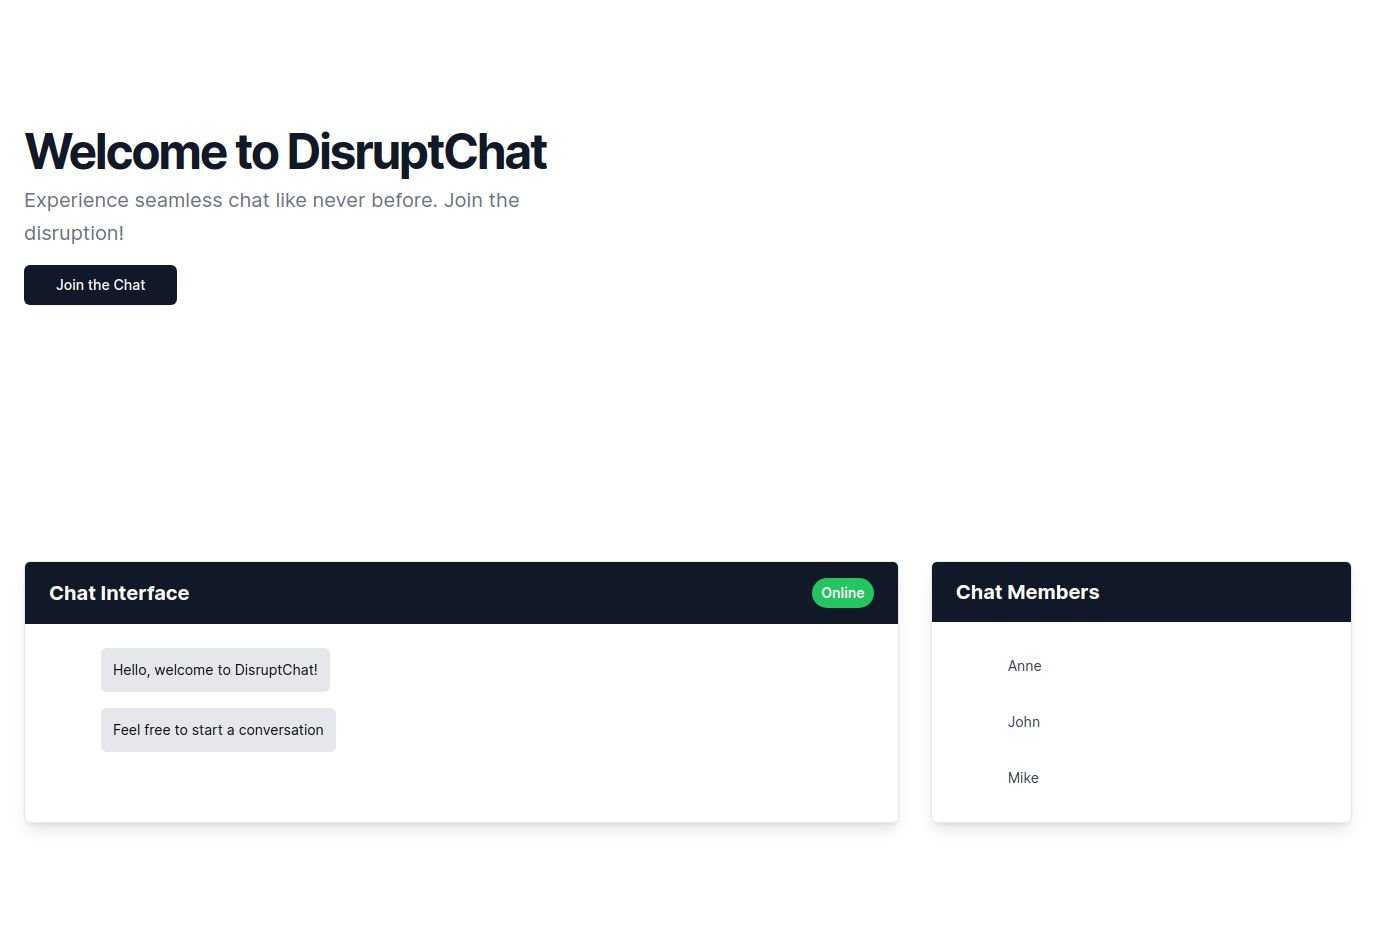 Welcome to DisruptChat
Experience seamless chat like never before. Join the
disruption!
Join the Chat
Chat Interface
Online
Hello, welcome to DisruptChat!
Feel free to start a conversation
Chat Members
Anne
John
Mike